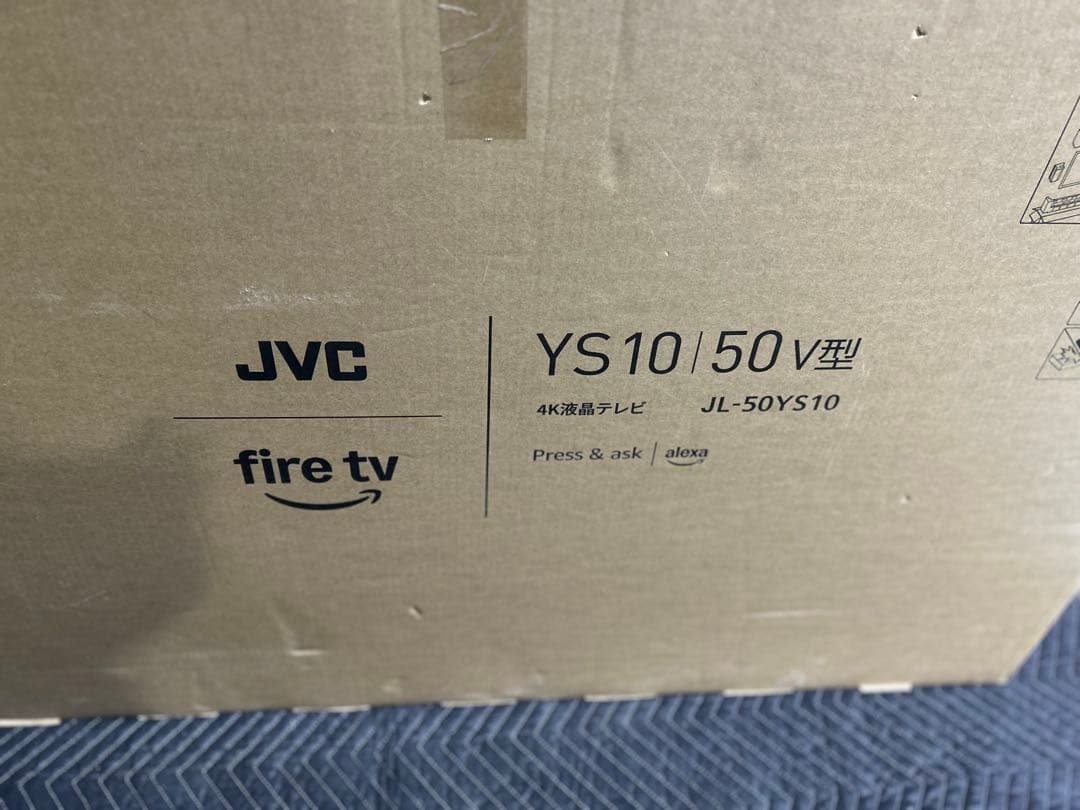 JVC
fire tv
YS10/50V型
4K液晶テレビ JL-50YS10
Press & ask | alexa